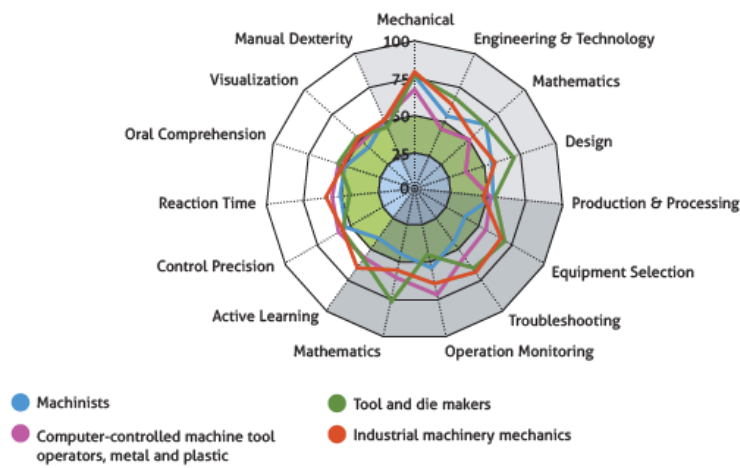 Mechanical
Manual Dexterity
100
Engineering & Technology
Visualization
75
Mathematics
50
Oral Comprehension
Design
25
0
Reaction Time
Production & Processing
Control Precision
Equipment Selection
Active Learning
Troubleshooting
Mathematics
Operation Monitoring
Machinists
Tool and die makers
Computer-controlled machine tool
operators, metal and plastic
Industrial machinery mechanics